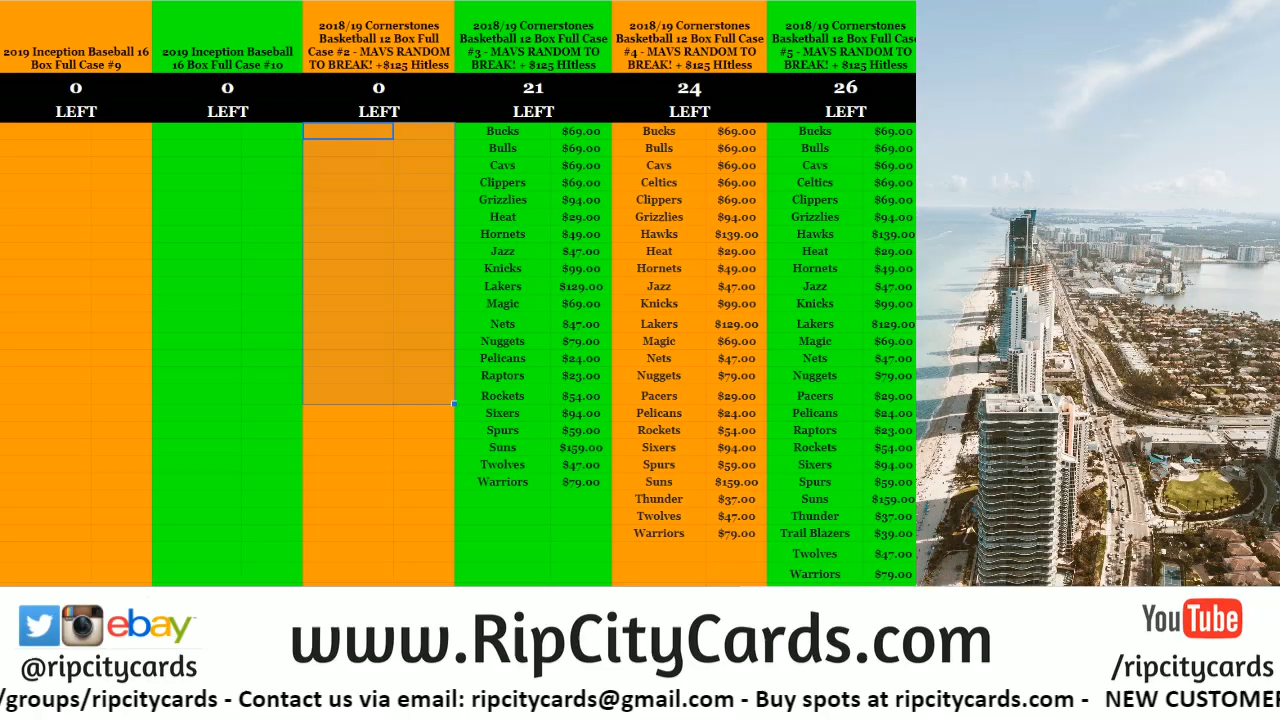 2019 Inception Baseball 16
Box Full Case #9
2019 Inception Baseball
16 Box Full Case #10
2018/19 Cornerstones
Basketball 12 Box Full
Case #2 - MAVS RANDOM
TO BREAK! +$125 Hitless
2018/19 Cornerstones
Basketball 12 Box Full Case
#3 - MAVS RANDOM TO
BREAK! + $125 HItless
2018/19 Cornerstones
Basketball 12 Box Full Case
#4 - MAVS RANDOM TO
BREAK! + $125 HItless
2018/19 Cornerstones
Basketball 12 Box Full Cas
#5 - MAVS RANDOM TO
BREAK! + $125 Hitless
0
LEFT
0
LEFT
0
LEFT
21
LEFT
24
LEFT
26
LEFT
Bucks $69.00
Bulls $69.00
Cavs $69.00
Clippers $69.00
Grizzlies $94.00
Heat $29.00
Hornets $49.00
Jazz $47.00
Knicks $99.00
Lakers $129.00
Magic $69.00
Nets $47.00
Nuggets $79.00
Pelicans $24.00
Raptors $23.00
Rockets $54.00
Sixers $94.00
Spurs $59.00
Suns $159.00
Twolves $47.00
Warriors $79.00
Bucks $69.00
Bulls $69.00
Cavs $69.00
Celtics $69.00
Clippers $69.00
Grizzlies $94.00
Hawks $139.00
Heat $29.00
Hornets $49.00
Jazz $47.00
Knicks $99.00
Lakers $129.00
Magic $69.00
Nets $47.00
Nuggets $79.00
Pacers $29.00
Pelicans $24.00
Rockets $54.00
Sixers $94.00
Spurs $59.00
Suns $159.00
Thunder $37.00
Twolves $47.00
Warriors $79.00
Bucks $69.00
Bulls $69.00
Cavs $69.00
Celtics $69.00
Clippers $69.00
Grizzlies $94.00
Hawks $139.00
Heat $29.00
Hornets $49.00
Jazz $47.00
Knicks $99.00
Lakers $129.00
Magic $69.00
Nets $47.00
Nuggets $79.00
Pacers $29.00
Pelicans $24.00
Raptors $23.00
Rockets $54.00
Sixers $94.00
Spurs $59.00
Suns $159.00
Thunder $37.00
Trail Blazers $39.00
Twolves $47.00
Warriors $79.00
ebay
@ripcitycards
www.RipCityCards.com
YouTube
/ripcitycards
/groups/ripcitycards - Contact us via email: ripcitycards@gmail.com - Buy spots at ripcitycards.com - NEW CUSTOME